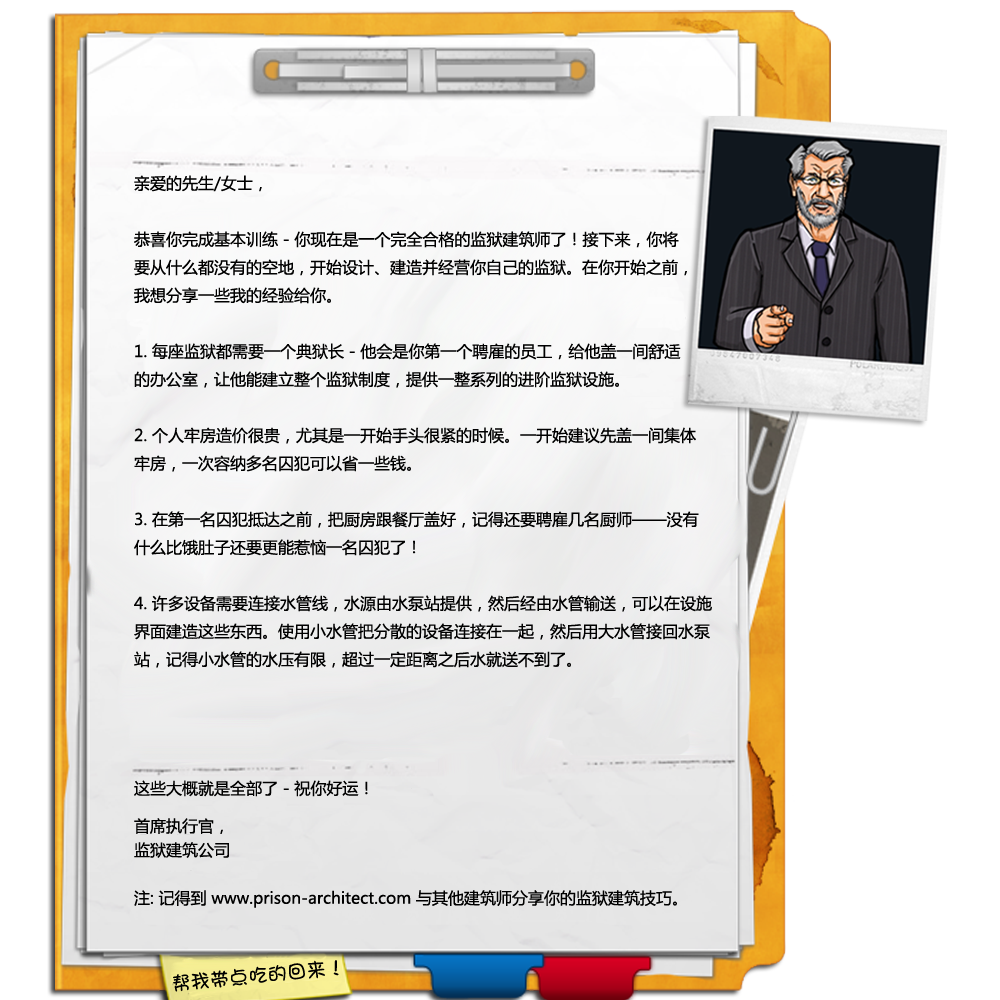 亲爱的先生/女士，
恭喜你完成基本训练 - 你现在是一个完全合格的监狱建筑师了！接下来，你将
要从什么都没有的空地，开始设计、建造并经营你自己的监狱。在你开始之前，
我想分享一些我的经验给你。
1. 每座监狱都需要一个典狱长 - 他会是你第一个聘雇的员工，给他盖一间舒适
的办公室，让他能建立整个监狱制度，提供一整系列的进阶监狱设施。
2. 个人牢房造价很贵，尤其是一开始手头很紧的时候。一开始建议先盖一间集体
牢房，一次容纳多名囚犯可以省一些钱。
3. 在第一名囚犯抵达之前，把厨房跟餐厅盖好，记得还要聘雇几名厨师——没有
什么比饿肚子还要更能惹恼一名囚犯了！
4. 许多设备需要连接水管线，水源由水泵站提供，然后经由水管输送，可以在设施
界面建造这些东西。使用小水管把分散的设备连接在一起，然后用大水管接回水泵
站，记得小水管的水压有限，超过一定距离之后水就送不到了。
这些大概就是全部了 - 祝你好运！
首席执行官，
监狱建筑公司
注: 记得到 www.prison-architect.com 与其他建筑师分享你的监狱建筑技巧。
帮我带点吃的回来！